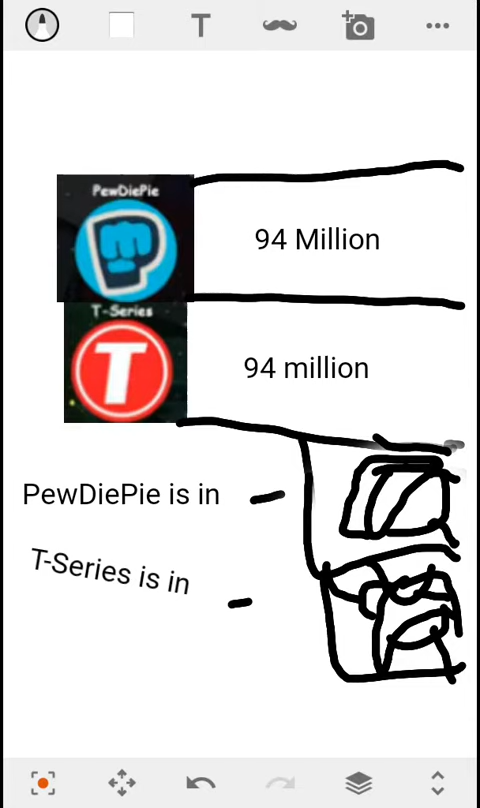 PewDiePie
94 Million
T-Series
T
94 million
PewDiePie is in -
T-Series is in -